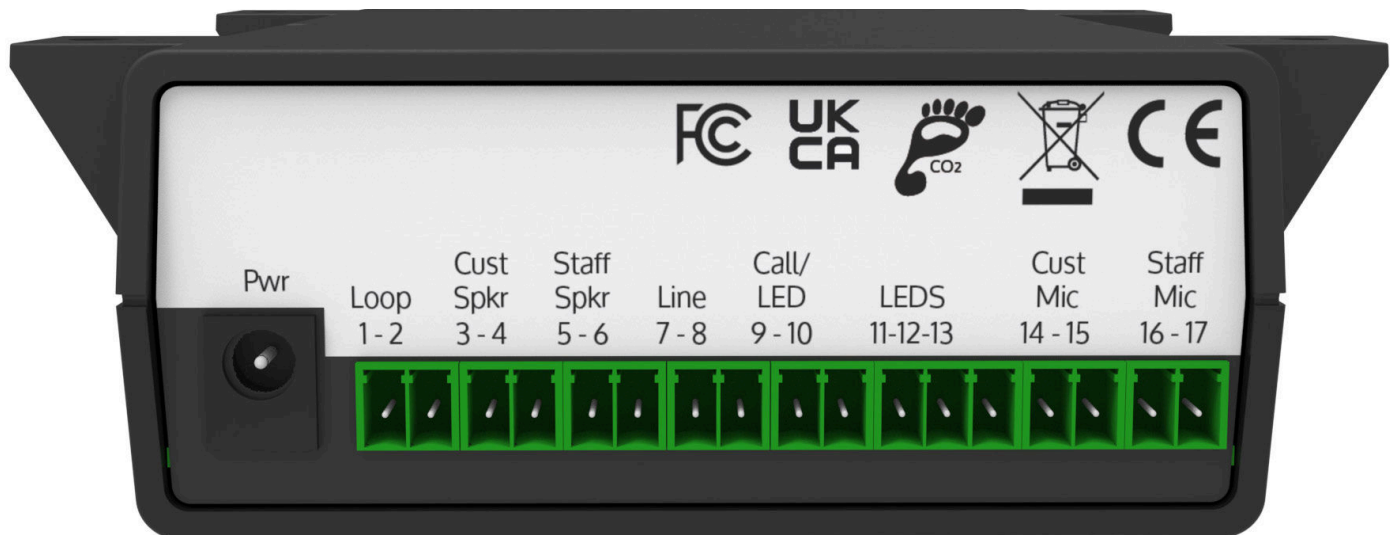 FC
UK
CA
CO2
CE
Pwr
Loop
1 - 2
Cust
Spkr
3 - 4
Staff
Spkr
5 - 6
Line
7 - 8
Call/
LED
9 - 10
LEDS
11-12-13
Cust
Mic
14 - 15
Staff
Mic
16 - 17